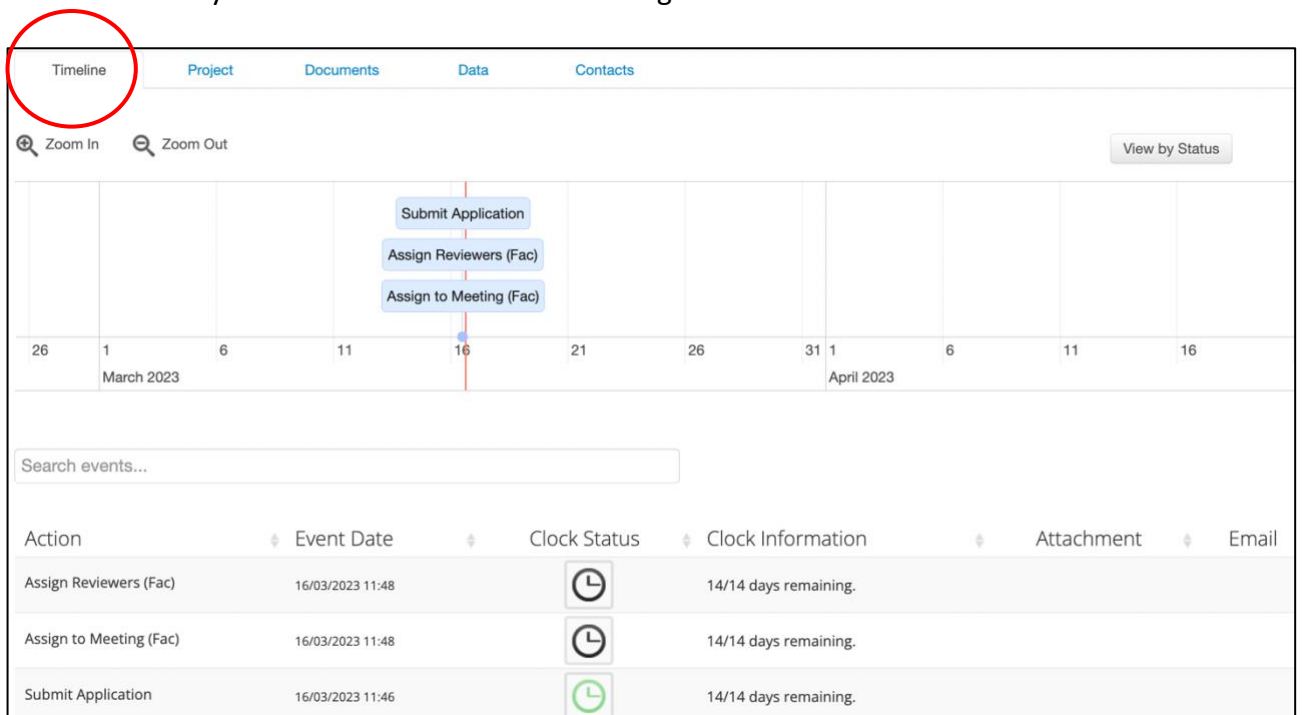 Timeline Project Documents Data Contacts
Zoom In Zoom Out View by Status
Submit Application
Assign Reviewers (Fac)
Assign to Meeting (Fac)
26 1 6 11 16 21 26 31 1 6 11 16
March 2023 April 2023
Search events...
Action Event Date Clock Status Clock Information Attachment Email
Assign Reviewers (Fac) 16/03/2023 11:48 14/14 days remaining.
Assign to Meeting (Fac) 16/03/2023 11:48 14/14 days remaining.
Submit Application 16/03/2023 11:46 14/14 days remaining.